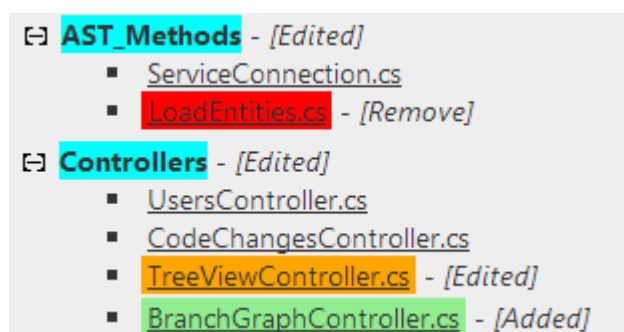 AST_Methods - [Edited]
ServiceConnection.cs
LoadEntities.cs - [Remove]
Controllers - [Edited]
UsersController.cs
CodeChangesController.cs
TreeViewController.cs - [Edited]
BranchGraphController.cs - [Added]